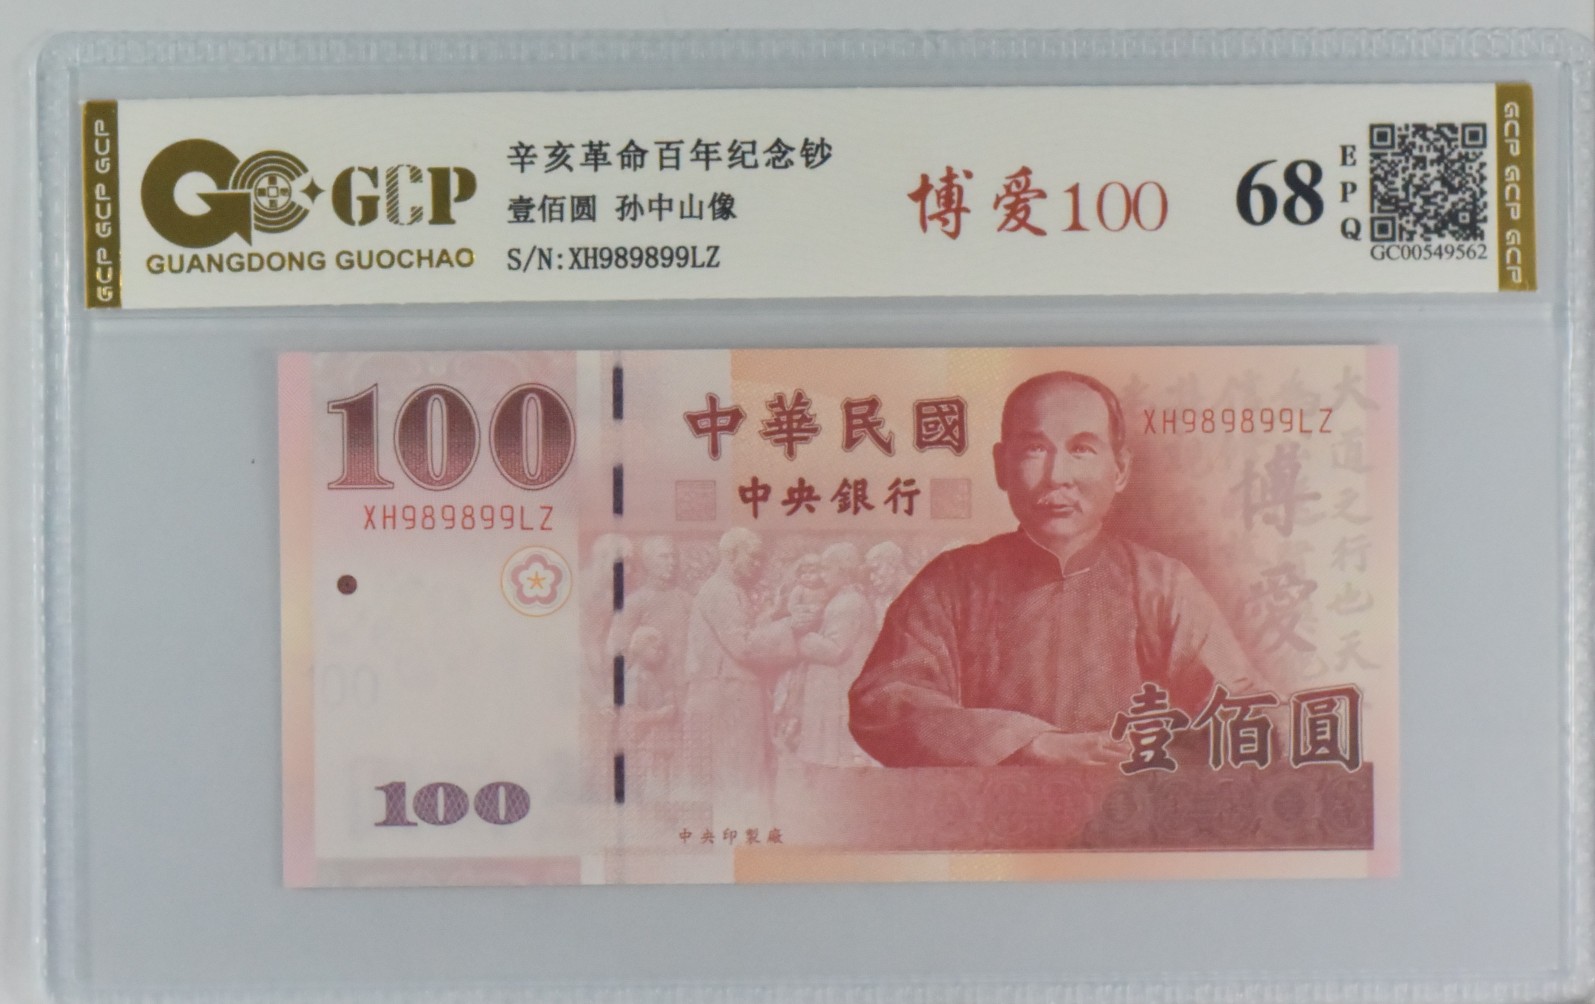 GCP GCP GCP
GCP
GUANGDONG GUOCHAO
辛亥革命百年纪念钞
壹佰圆 孙中山像
S/N:XH989899LZ
博爱100
68
EPQ
GC00549562
GCP GCP GCP
100
中華民國
XH989899LZ
中央銀行
XH989899LZ
博愛
大道之行也天
壹佰圓
100
中央印製廠